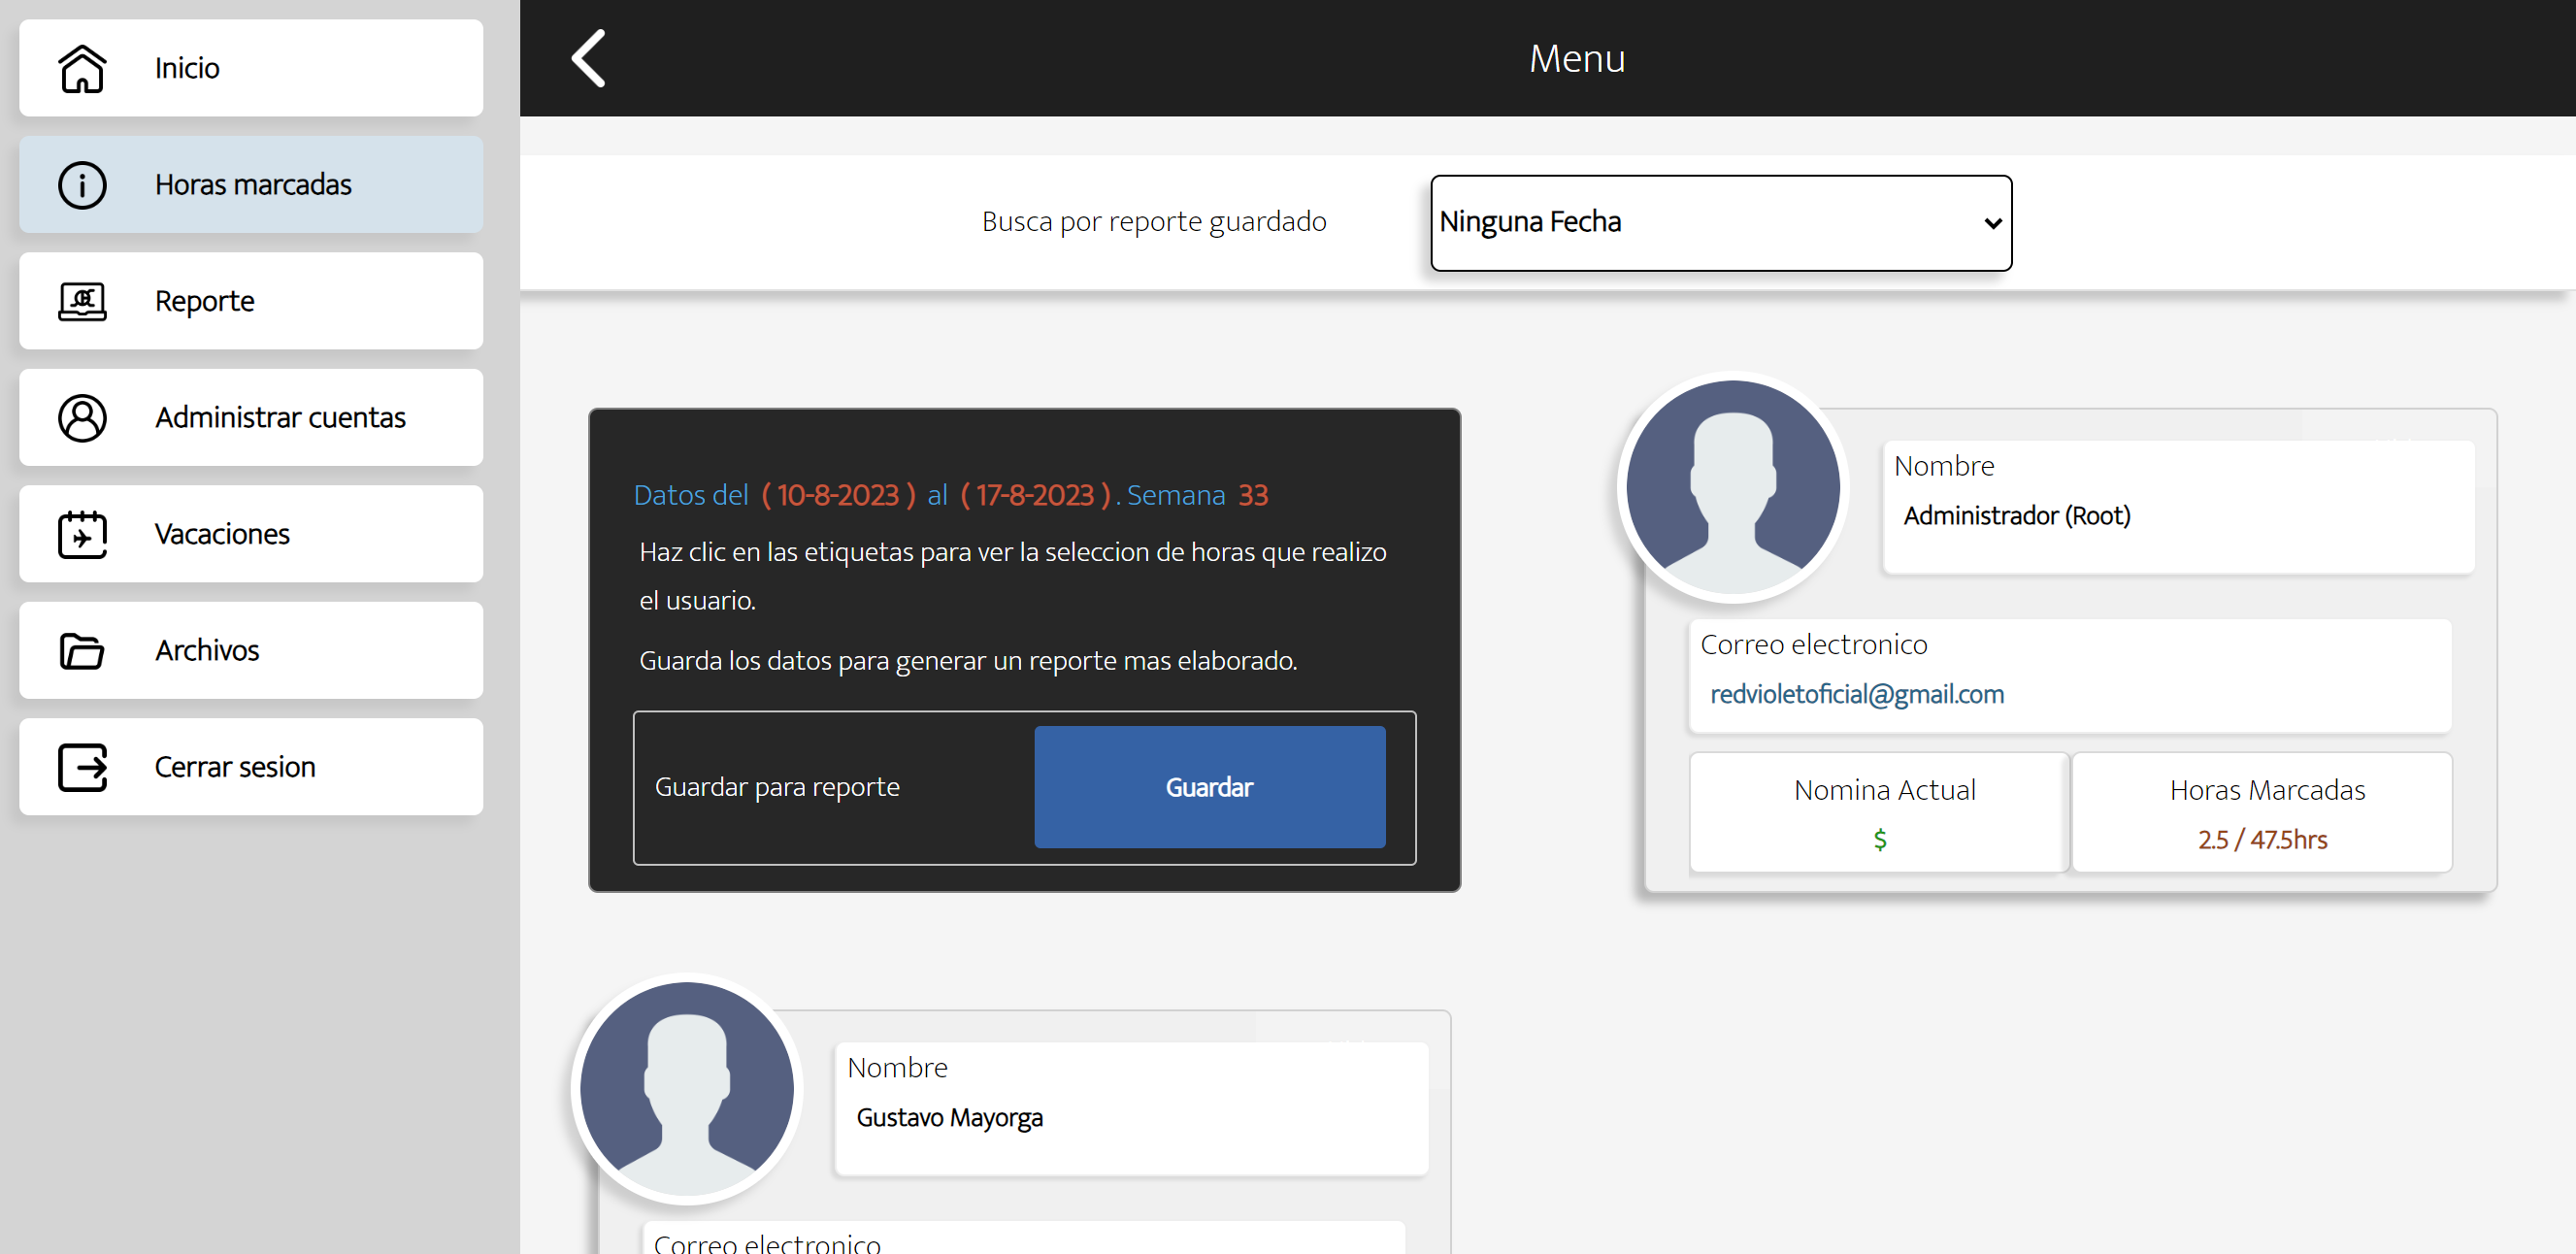 Inicio
Horas marcadas
Reporte
Administrar cuentas
Vacaciones
Archivos
Cerrar sesion
Menu
Busca por reporte guardado
Ninguna Fecha
Datos del ( 10-8-2023 ) al ( 17-8-2023 ) . Semana 33
Haz clic en las etiquetas para ver la seleccion de horas que realizo
el usuario.
Guarda los datos para generar un reporte mas elaborado.
Guardar para reporte
Guardar
Nombre
Administrador (Root)
Correo electronico
redvioletoficial@gmail.com
Nomina Actual
$
Horas Marcadas
2.5 / 47.5hrs
Nombre
Gustavo Mayorga
Correo electronico